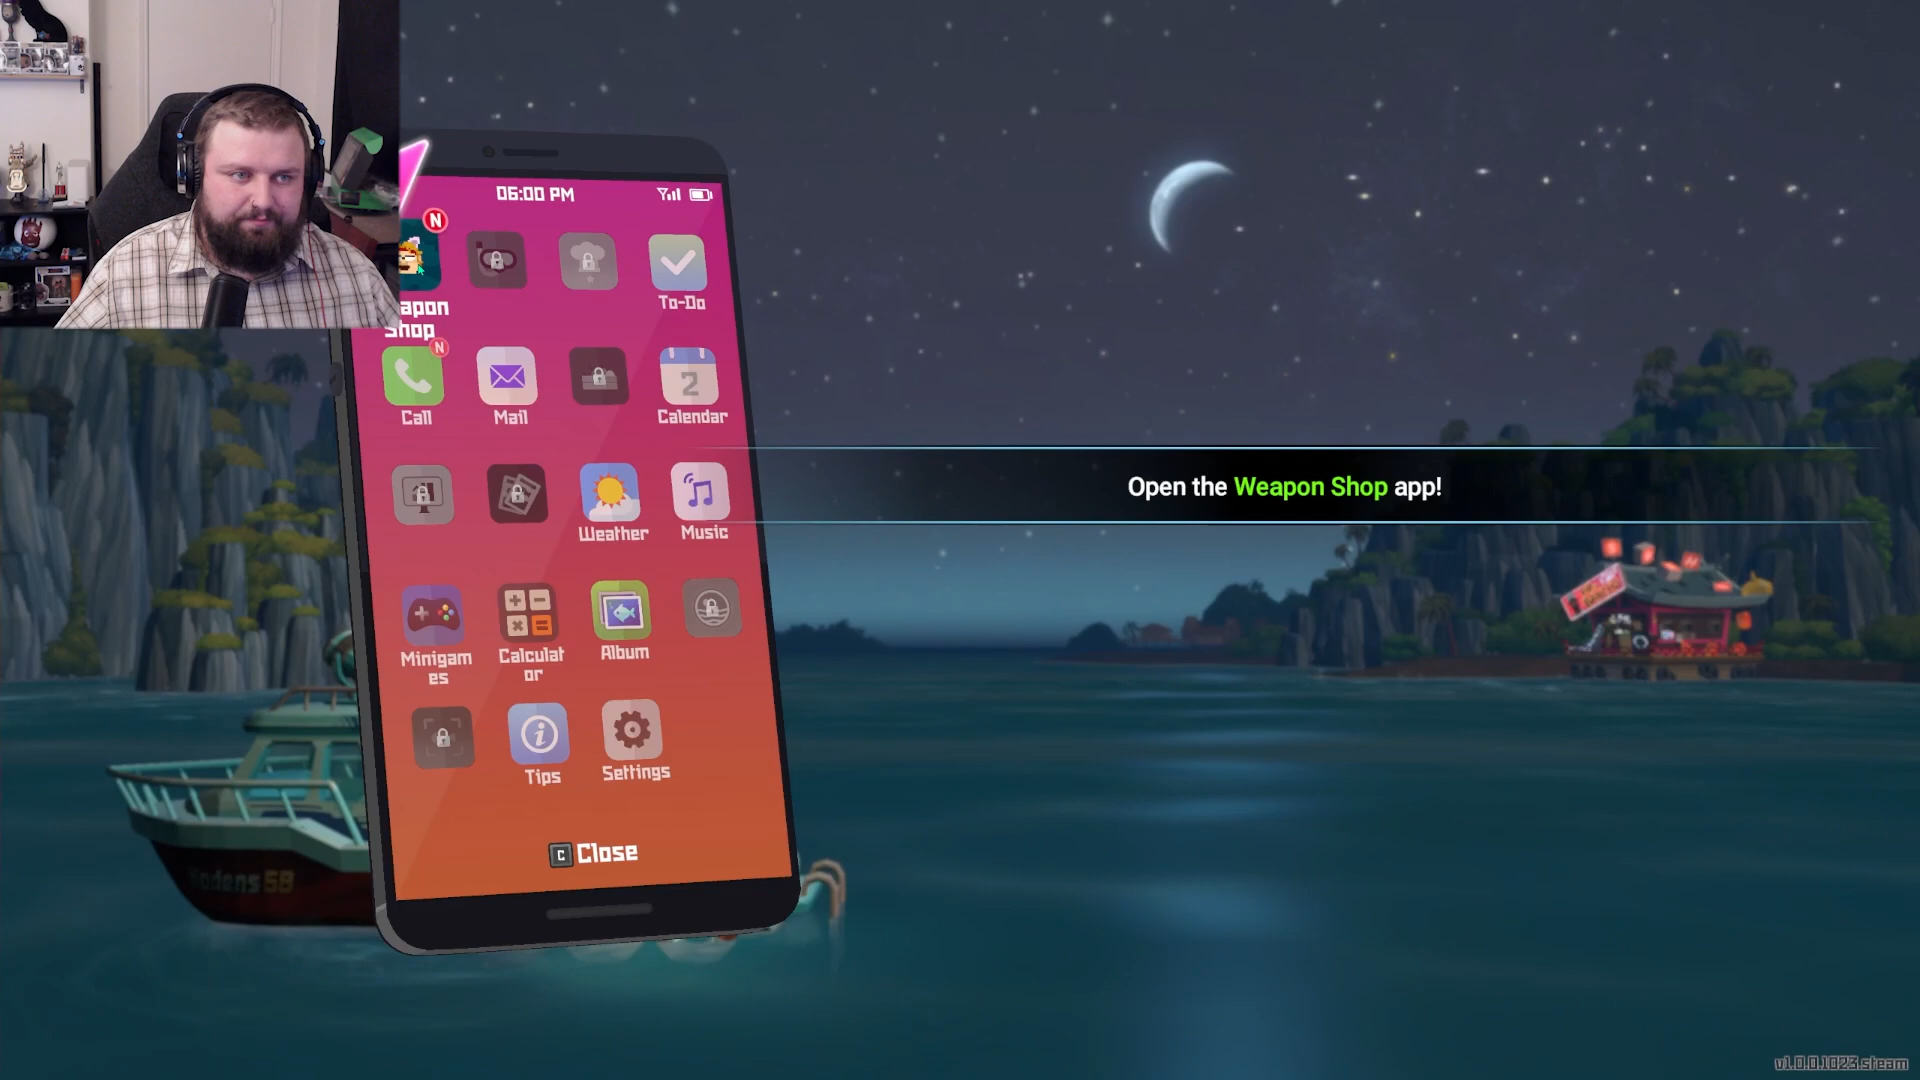 06:00 PM
N
To-Do
Shop
N
2
Call
Mail
Calendar
Open the Weapon Shop app!
Weather
Music
Minigam
es
Calculat
or
Album
Tips
Settings
C Close
58
v1.0.0.1023.steam